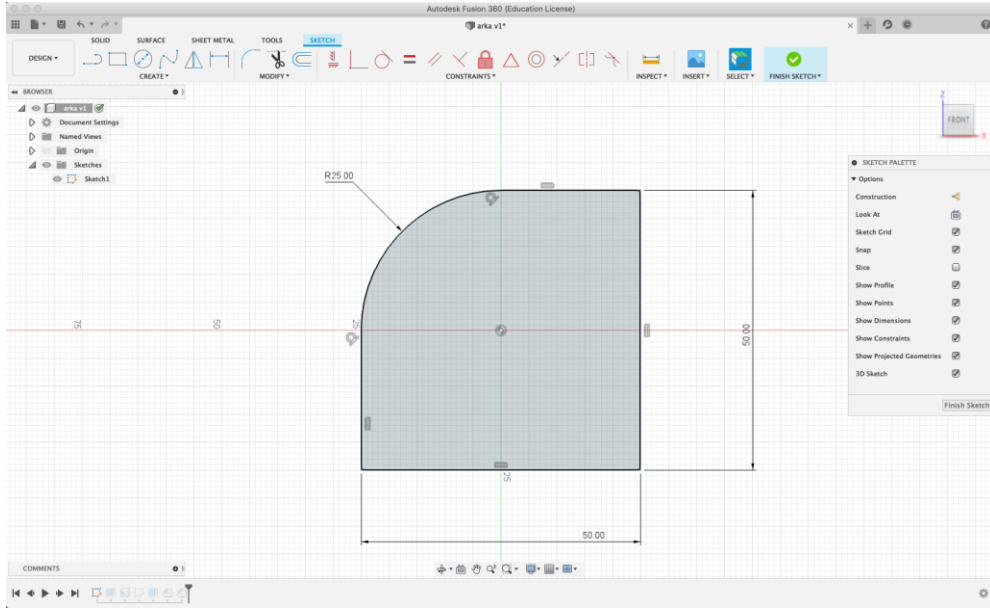 Autodesk Fusion 360 (Education License)
arka v1*
SOLID SURFACE SHEET METAL TOOLS SKETCH
DESIGN
CREATE MODIFY CONSTRAINTS INSPECT INSERT SELECT FINISH SKETCH
BROWSER
arka v1
Document Settings
Named Views
Origin
Sketches
Sketch1
Z
FRONT
X
SKETCH PALETTE
Options
Construction
Look At
Sketch Grid
Snap
Slice
Show Profile
Show Points
Show Dimensions
Show Constraints
Show Projected Geometries
3D Sketch
Finish Sketch
R25.00
75
50
25
50.00
25
50.00
COMMENTS